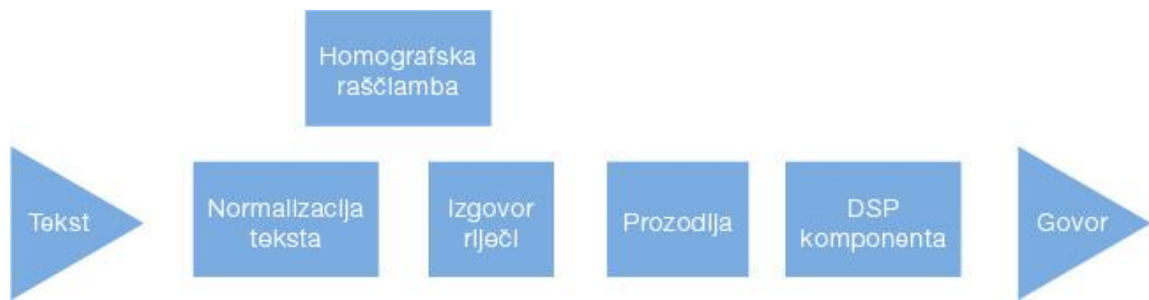 Homografska
raščlamba
Tekst
Normalizacija
teksta
Izgovor
riječi
Prozodija
DSP
komponenta
Govor